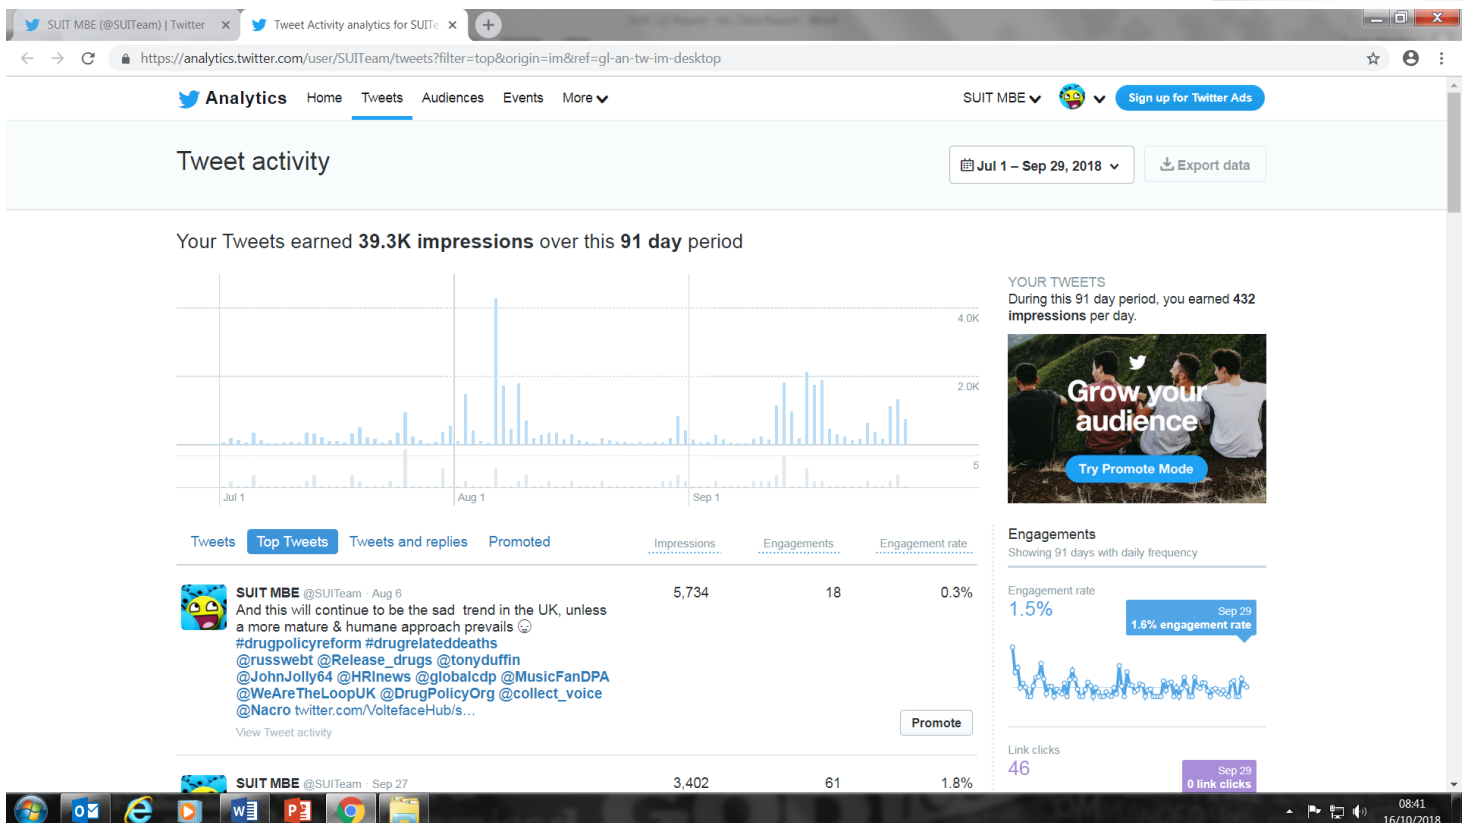 SUIT MBE (@SUITeam) | Twitter
Tweet Activity analytics for SUITe
https://analytics.twitter.com/user/SUITeam/tweets?filter=top&origin=im&ref=gl-an-tw-im-desktop
Analytics Home Tweets Audiences Events More
SUIT MBE
Sign up for Twitter Ads
Tweet activity
Jul 1 – Sep 29, 2018
Export data
Your Tweets earned 39.3K impressions over this 91 day period
4.0K
2.0K
5
Jul 1
Aug 1
Sep 1
YOUR TWEETS
During this 91 day period, you earned 432
impressions per day.
Grow your
audience
Try Promote Mode
Tweets Top Tweets Tweets and replies Promoted
Impressions Engagements Engagement rate
SUIT MBE @SUITeam · Aug 6
5,734 18 0.3%
And this will continue to be the sad trend in the UK, unless
a more mature & humane approach prevails
#drugpolicyreform #drugrelateddeaths
@russwebt @Release_drugs @tonyduffin
@JohnJolly64 @HRInews @globalcdp @MusicFanDPA
@WeAreTheLoopUK @DrugPolicyOrg @collect_voice
@Nacro twitter.com/VoltefaceHub/s…
View Tweet activity
Promote
SUIT MBE @SUITeam · Sep 27
3,402 61 1.8%
Engagements
Showing 91 days with daily frequency
Engagement rate
1.5%
Sep 29
1.6% engagement rate
Link clicks
46
Sep 29
0 link clicks
08:41
16/10/2018